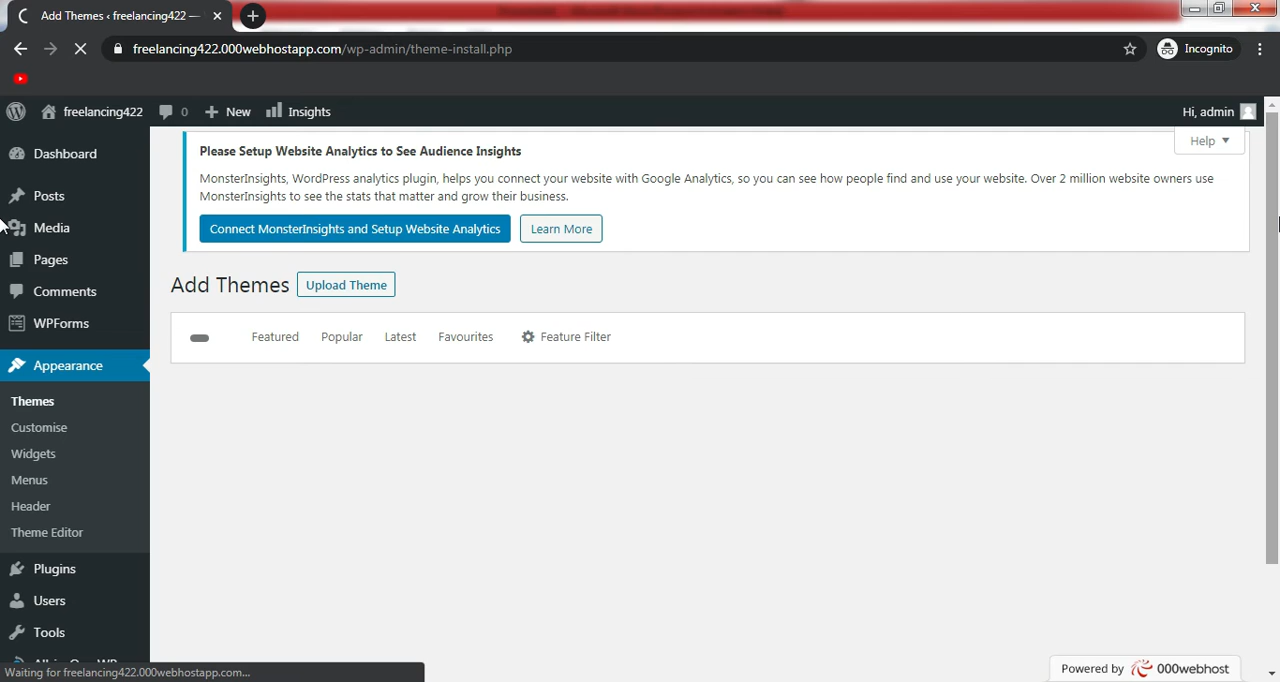 Add Themes ‹ freelancing422 —
freelancing422.000webhostapp.com/wp-admin/theme-install.php
Incognito
freelancing422
0
New
Insights
Hi, admin
Help
Dashboard
Posts
Media
Pages
Comments
WPForms
Appearance
Themes
Customise
Widgets
Menus
Header
Theme Editor
Plugins
Users
Tools
Please Setup Website Analytics to See Audience Insights
MonsterInsights, WordPress analytics plugin, helps you connect your website with Google Analytics, so you can see how people find and use your website. Over 2 million website owners use
MonsterInsights to see the stats that matter and grow their business.
Connect MonsterInsights and Setup Website Analytics
Learn More
Add Themes
Upload Theme
Featured
Popular
Latest
Favourites
Feature Filter
Waiting for freelancing422.000webhostapp.com...
Powered by 000webhost